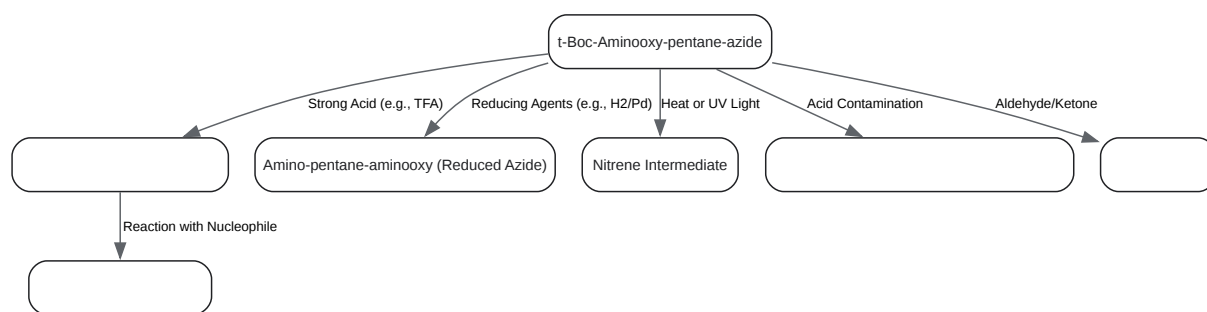 t-Boc-Aminooxy-pentane-azide
Strong Acid (e.g., TFA)
Reducing Agents (e.g., H2/Pd)
Heat or UV Light
Acid Contamination
Aldehyde/Ketone
Amino-pentane-aminooxy (Reduced Azide)
Nitrene Intermediate
Reaction with Nucleophile